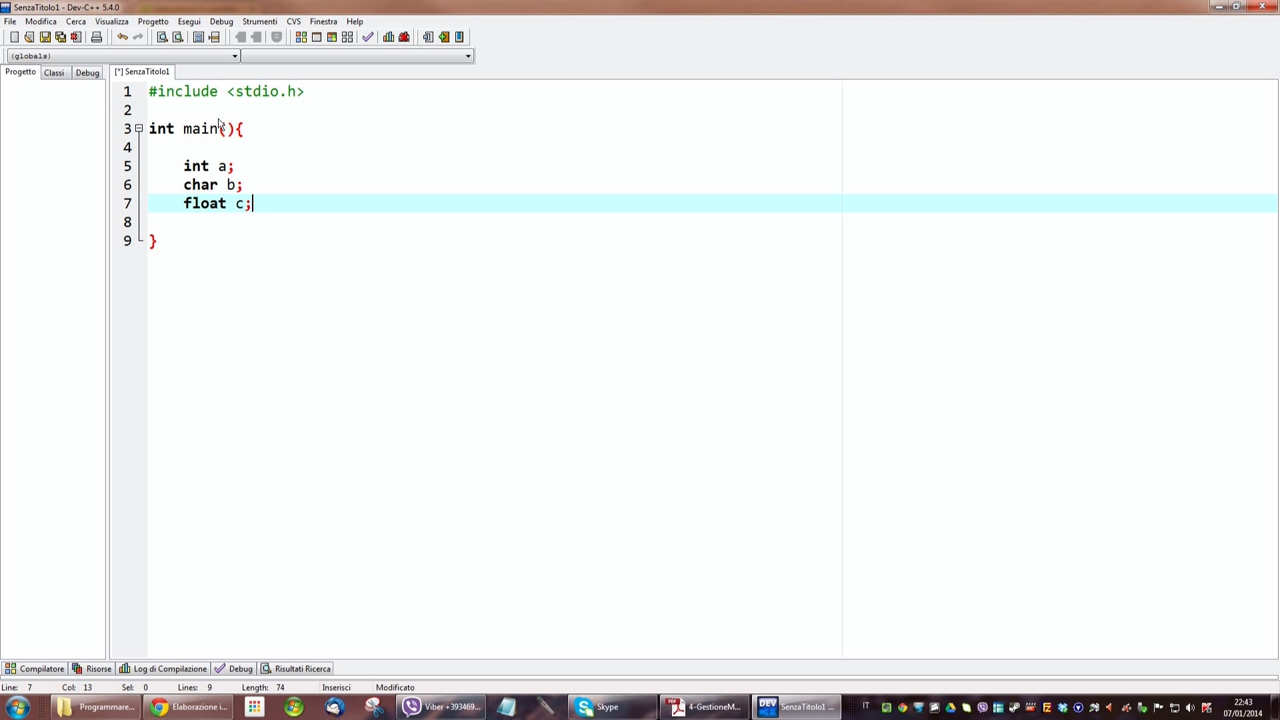 SenzaTitolo1 - Dev-C++ 5.4.0
File Modifica Cerca Visualizza Progetto Esegui Debug Strumenti CVS Finestra Help
(globals)
Progetto Classi Debug [*] SenzaTitolo1
1 #include <stdio.h>
2
3 int main(){
4
5 int a;
6 char b;
7 float c;
8
9 }
Compilatore Risorse Log di Compilazione Debug Risultati Ricerca
Line: 7 Col: 13 Sel: 0 Lines: 9 Length: 74 Inserisci Modificato
Programmare... Elaborazione i... Viber +393469... Skype 4-GestioneM... DEV SenzaTitolo1 ... IT 22:43
07/01/2014